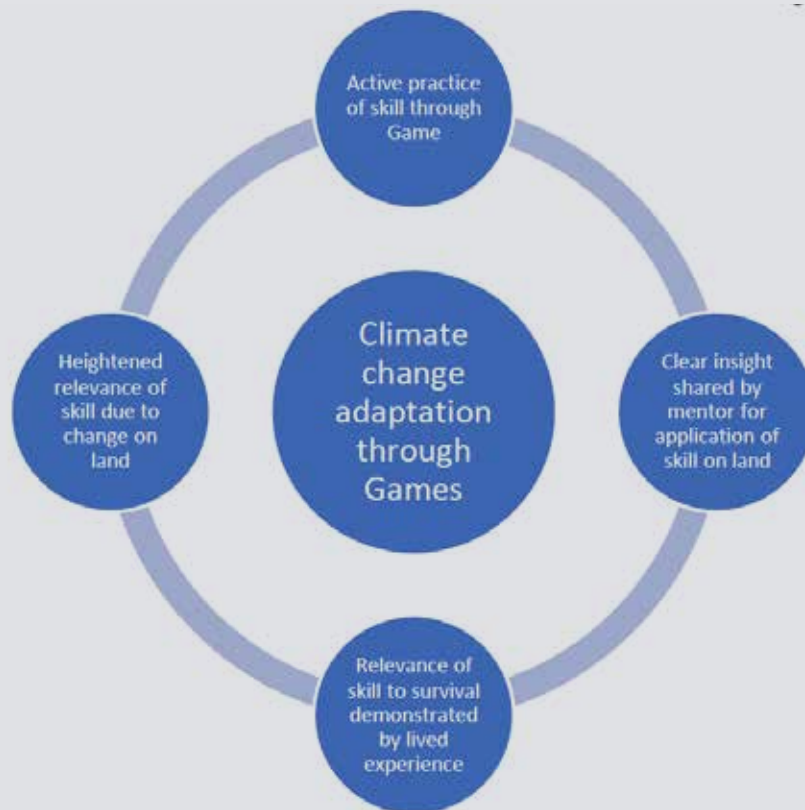 Active practice
of skill through
Game
Heightened
relevance of
skill due to
change on
land
Climate
change
adaptation
through
Games
Clear insight
shared by
mentor for
application of
skill on land
Relevance of
skill to survival
demonstrated
by lived
experience